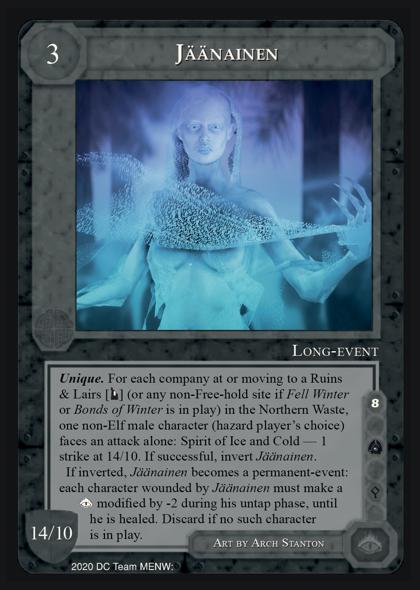 3
JÄÄNAINEN
LONG-EVENT
Unique. For each company at or moving to a Ruins
& Lairs [ ] (or any non-Free-hold site if Fell Winter
or Bonds of Winter is in play) in the Northern Waste,
one non-Elf male character (hazard player's choice)
faces an attack alone: Spirit of Ice and Cold — 1
strike at 14/10. If successful, invert Jäänainen.
If inverted, Jäänainen becomes a permanent-event:
each character wounded by Jäänainen must make a
modified by -2 during his untap phase, until
he is healed. Discard if no such character
is in play.
8
14/10
ART BY ARCH STANTON
2020 DC Team MENW: